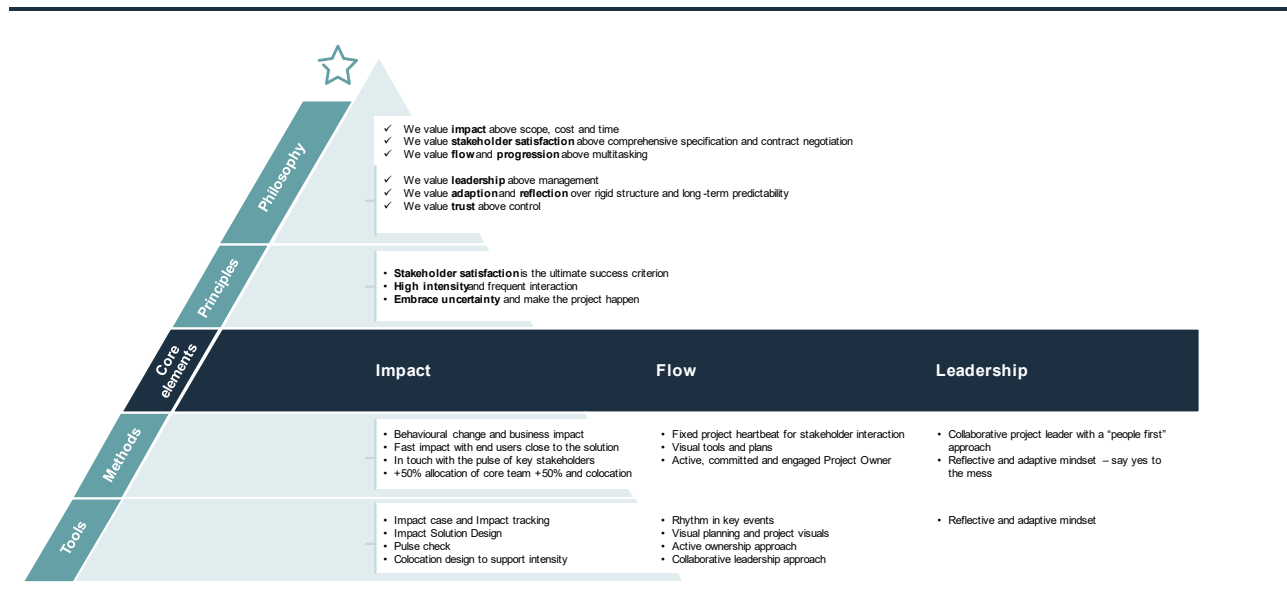 Philosophy
✓ We value impact above scope, cost and time
✓ We value stakeholder satisfaction above comprehensive specification and contract negotiation
✓ We value flow and progression above multitasking
✓ We value leadership above management
✓ We value adaption and reflection over rigid structure and long-term predictability
✓ We value trust above control
Principles
• Stakeholder satisfaction is the ultimate success criterion
• High intensity and frequent interaction
• Embrace uncertainty and make the project happen
Core
elements
Impact
Flow
Leadership
Methods
• Behavioural change and business impact
• Fast impact with end users close to the solution
• In touch with the pulse of key stakeholders
• +50% allocation of core team +50% and colocation
• Fixed project heartbeat for stakeholder interaction
• Visual tools and plans
• Active, committed and engaged Project Owner
• Collaborative project leader with a “people first”
approach
• Reflective and adaptive mindset – say yes to
the mess
Tools
• Impact case and Impact tracking
• Impact Solution Design
• Pulse check
• Colocation design to support intensity
• Rhythm in key events
• Visual planning and project visuals
• Active ownership approach
• Collaborative leadership approach
• Reflective and adaptive mindset